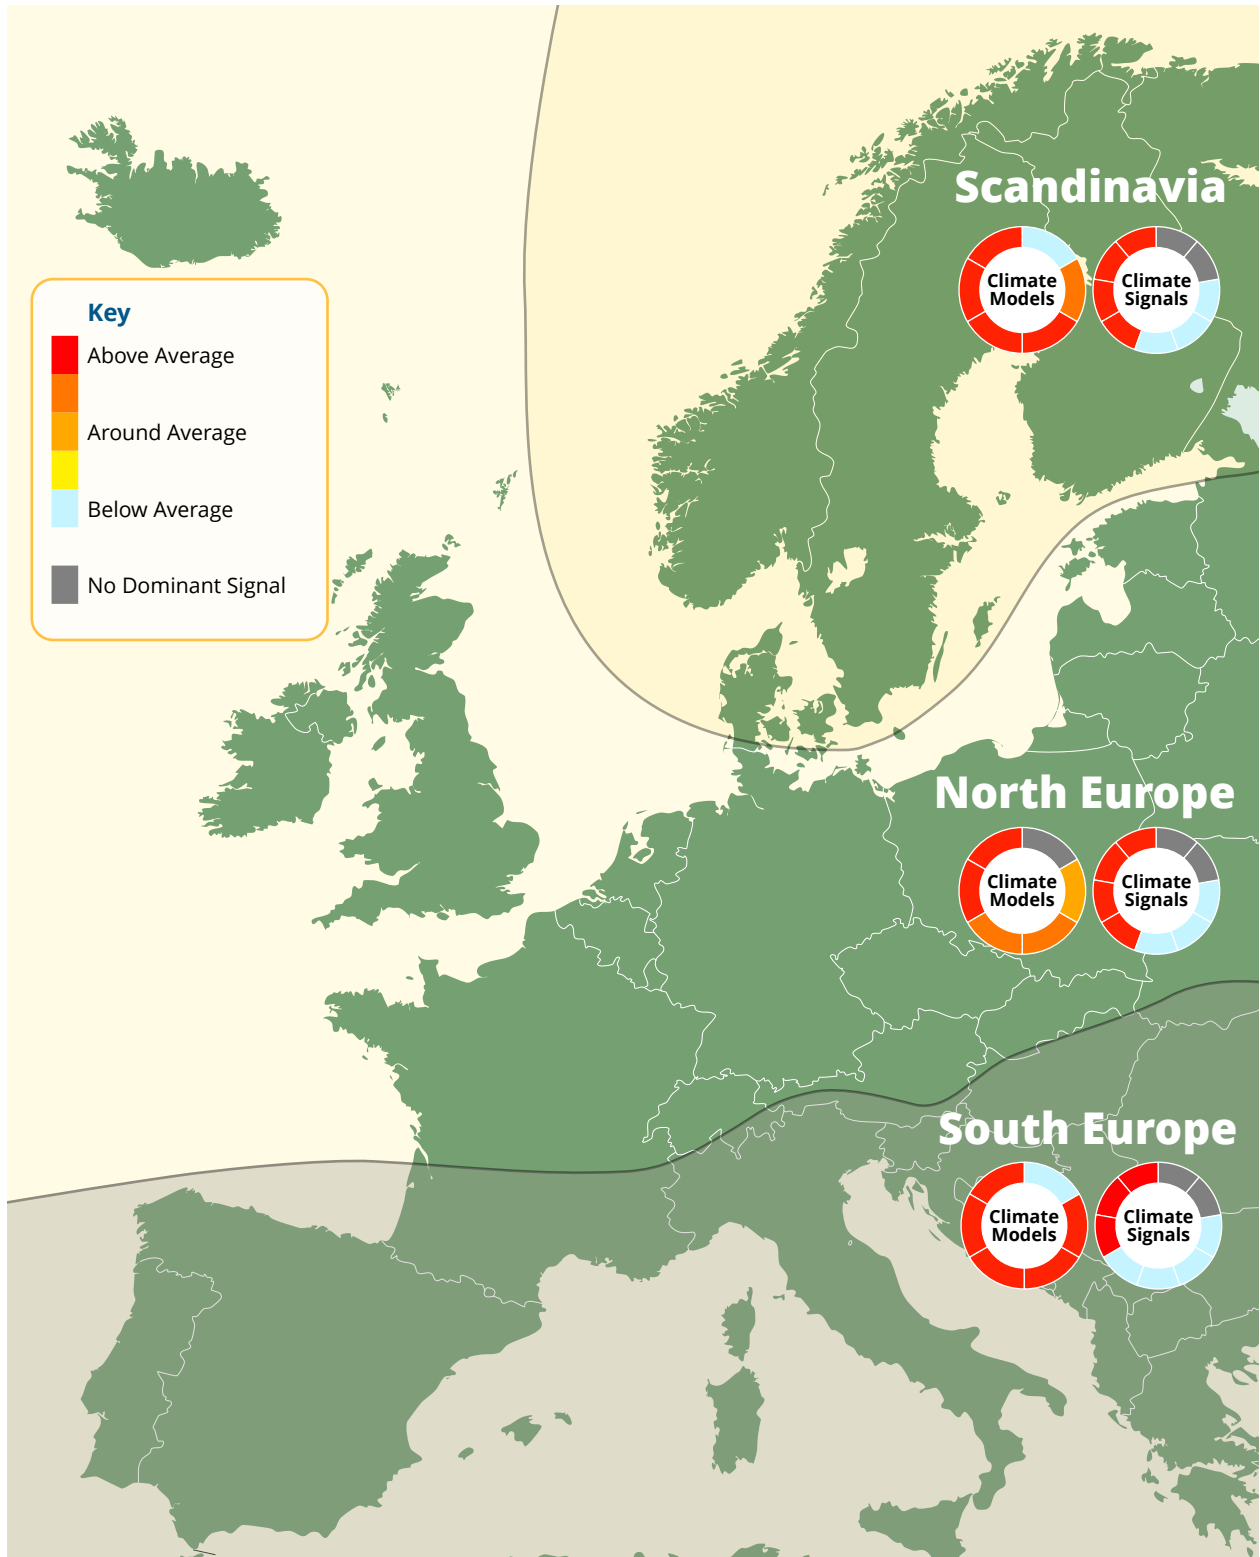 Scandinavia
Climate
Models
Climate
Signals
Key
Above Average
Around Average
Below Average
No Dominant Signal
North Europe
Climate
Models
Climate
Signals
South Europe
Climate
Models
Climate
Signals